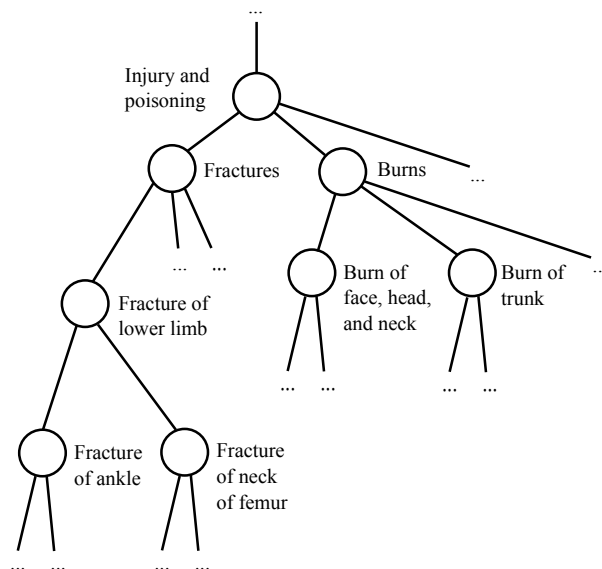 ...
Injury and
poisoning
Fractures
Burns
...
... ...
...
Fracture of
lower limb
Burn of
face, head,
and neck
Burn of
trunk
... ...
... ...
Fracture
of ankle
Fracture
of neck
of femur
... ...
... ...